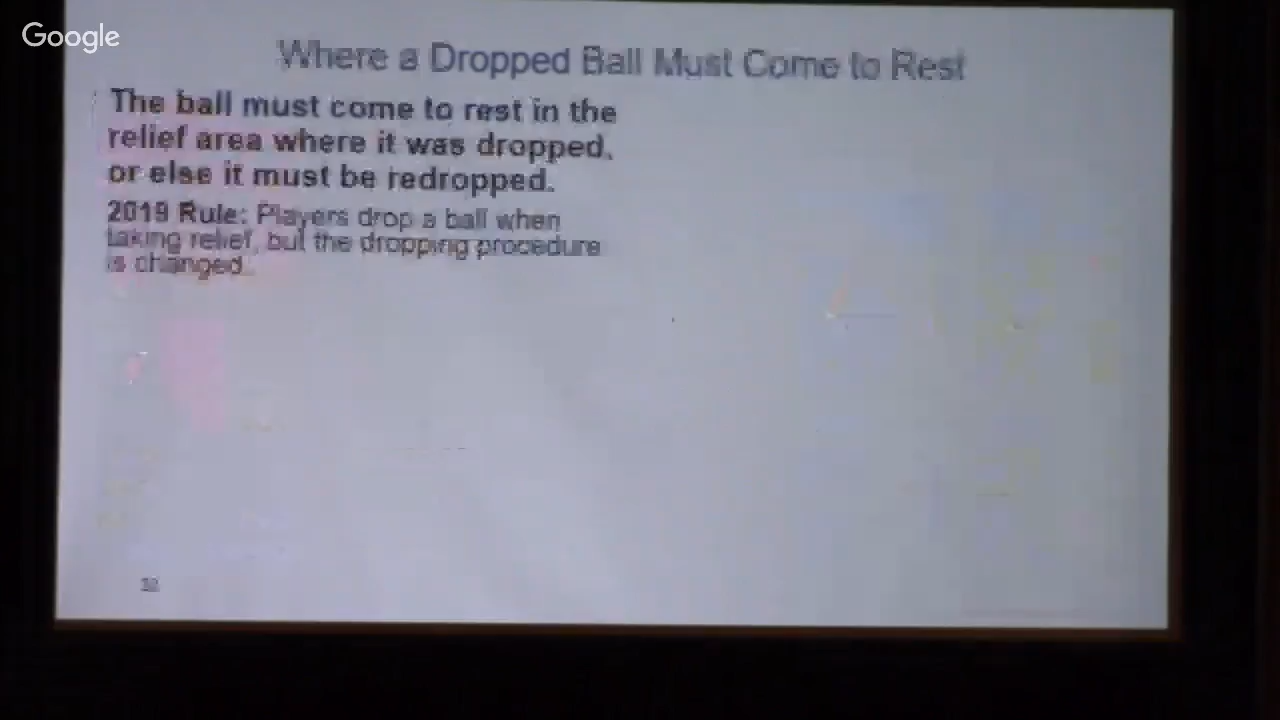 Google
Where a Dropped Ball Must Come to Rest
The ball must come to rest in the
relief area where it was dropped,
or else it must be redropped.
2019 Rule: Players drop a ball when
taking relief, but the dropping procedure
is changed.